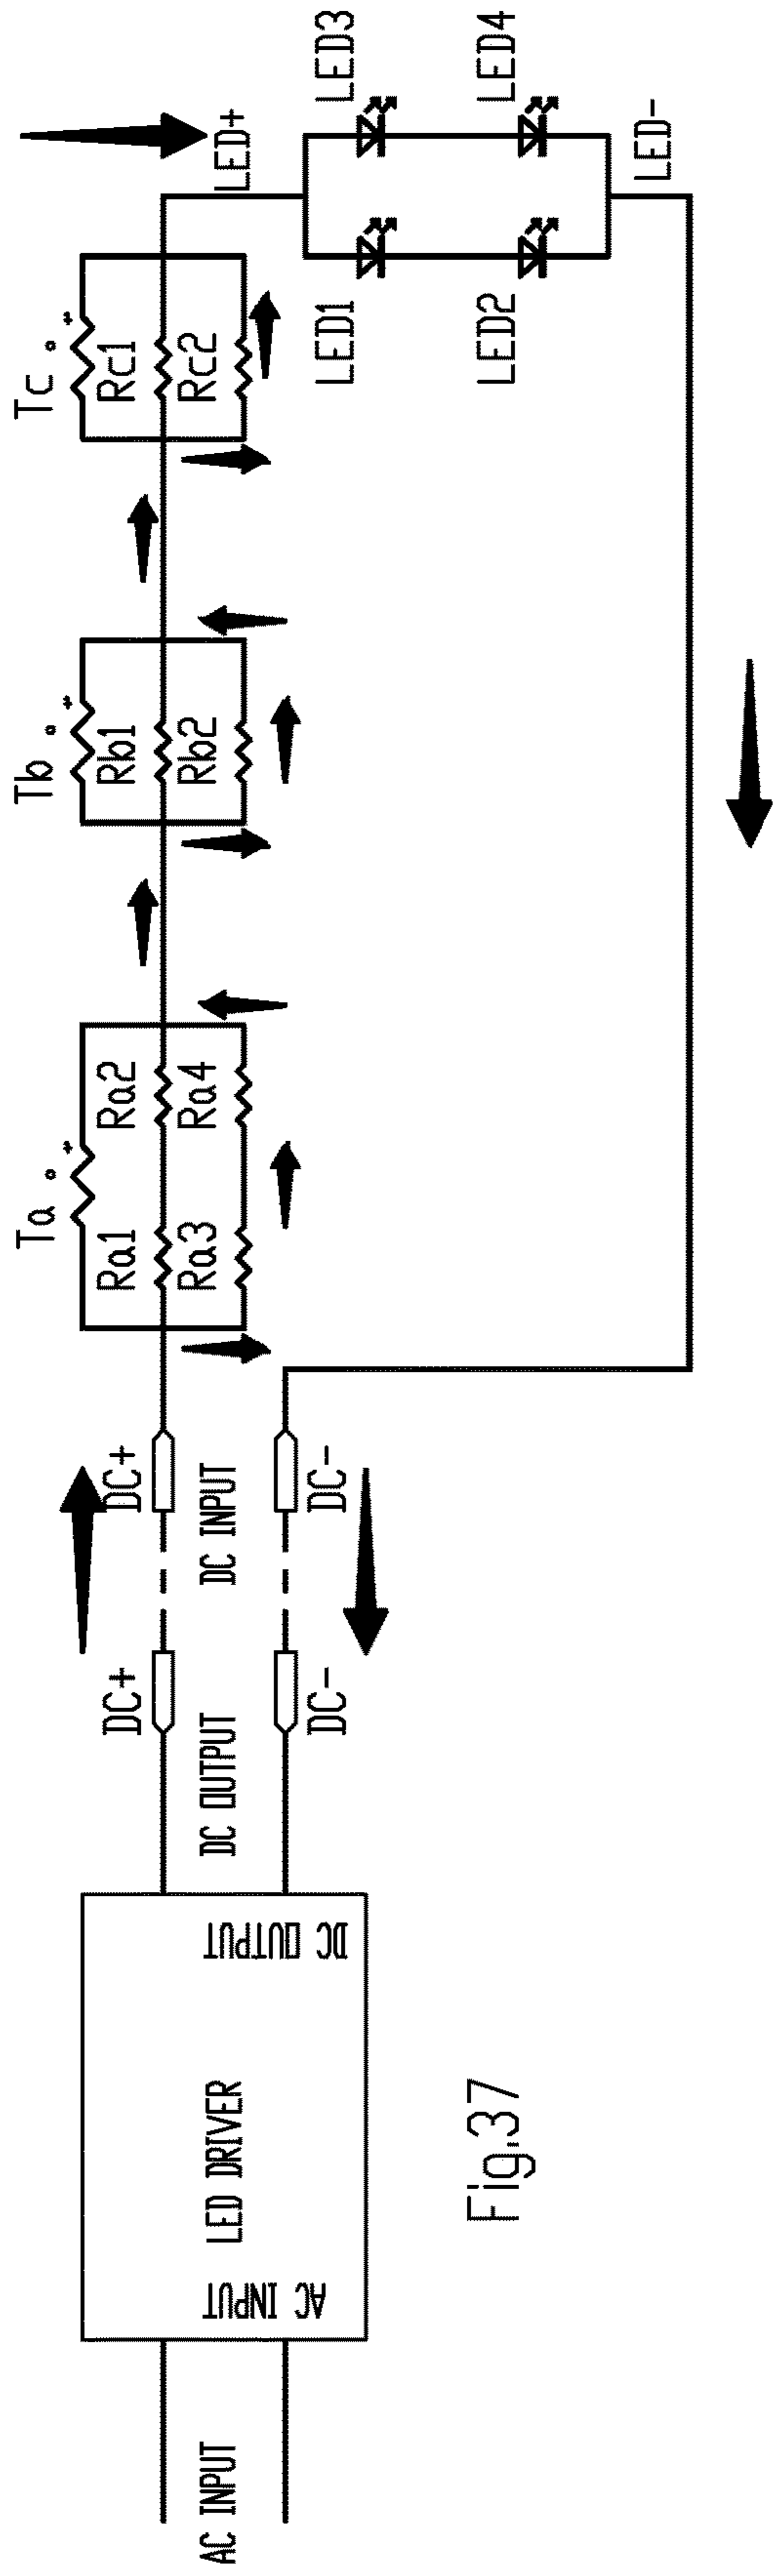 AC INPUT
AC INPUT
LED DRIVER
DC OUTPUT
DC OUTPUT
DC+
DC-
DC INPUT
DC+
DC-
Ta
Ra1
Ra2
Ra3
Ra4
Tb
Rb1
Rb2
Tc
Rc1
Rc2
LED+
LED1
LED3
LED2
LED4
LED-
Fig.37